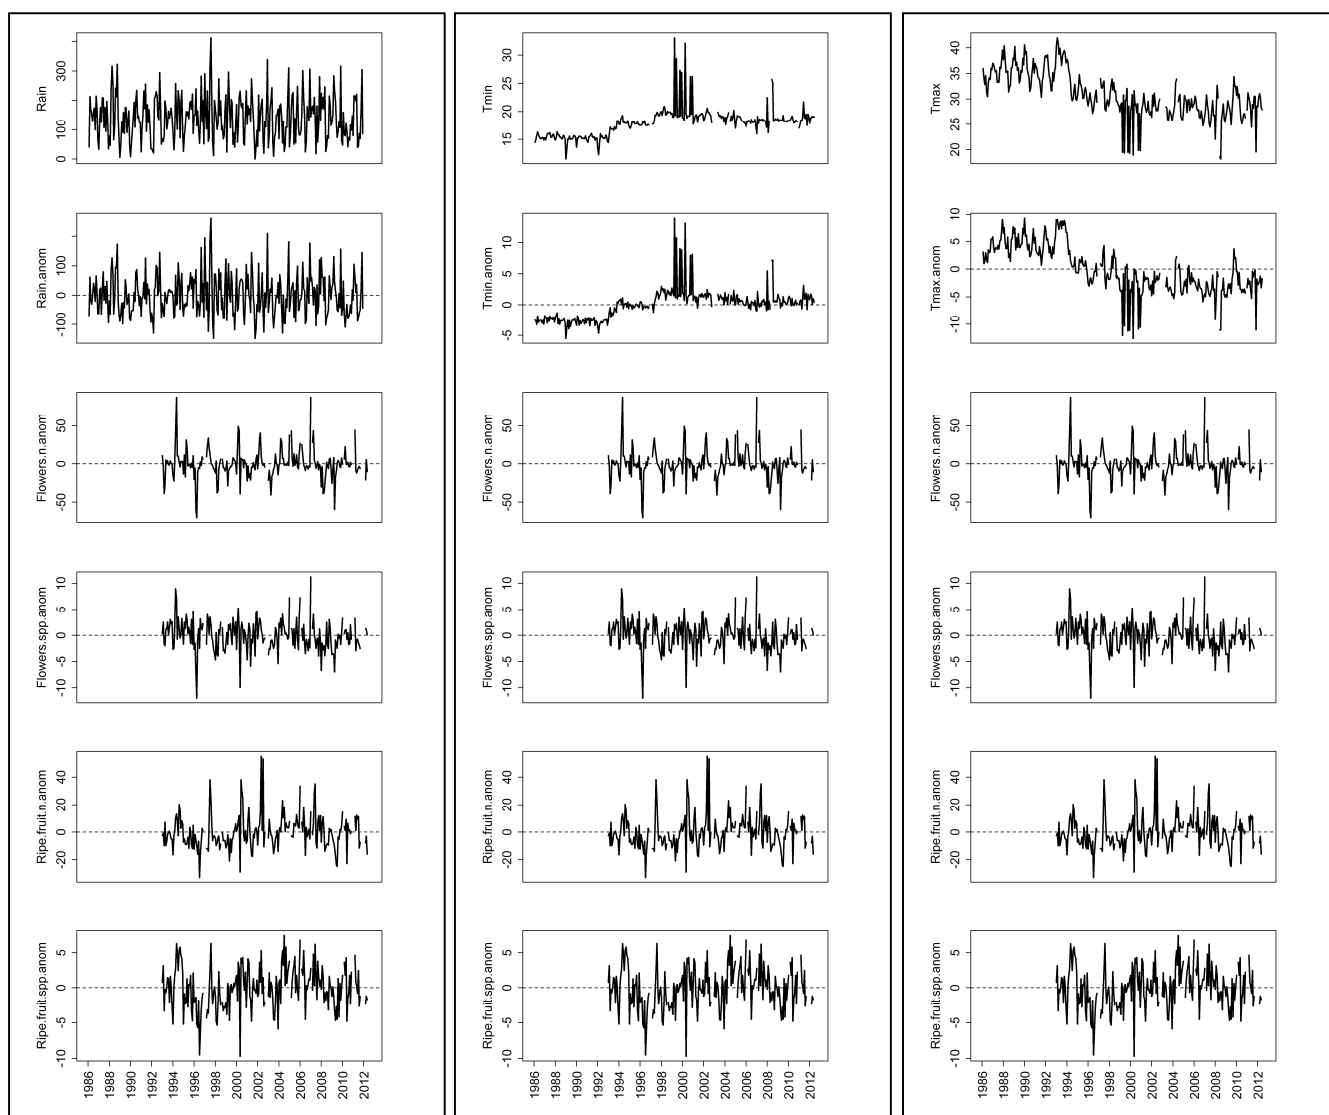 Rain
0 100 300
Rain.anom
-100 0 100
Flowers.n.anom
-50 0 50
Flowers.spp.anom
-10 -5 0 5 10
Ripe.fruit.n.anom
-20 0 20 40
Ripe.fruit.spp.anom
-10 -5 0 5
1986 1988 1990 1992 1994 1996 1998 2000 2002 2004 2006 2008 2010 2012
Tmin
15 20 25 30
Tmin.anom
-5 0 5 10
Flowers.n.anom
-50 0 50
Flowers.spp.anom
-10 -5 0 5 10
Ripe.fruit.n.anom
-20 0 20 40
Ripe.fruit.spp.anom
-10 -5 0 5
1986 1988 1990 1992 1994 1996 1998 2000 2002 2004 2006 2008 2010 2012
Tmax
20 25 30 35 40
Tmax.anom
-10 -5 0 5 10
Flowers.n.anom
-50 0 50
Flowers.spp.anom
-10 -5 0 5 10
Ripe.fruit.n.anom
-20 0 20 40
Ripe.fruit.spp.anom
-10 -5 0 5
1986 1988 1990 1992 1994 1996 1998 2000 2002 2004 2006 2008 2010 2012